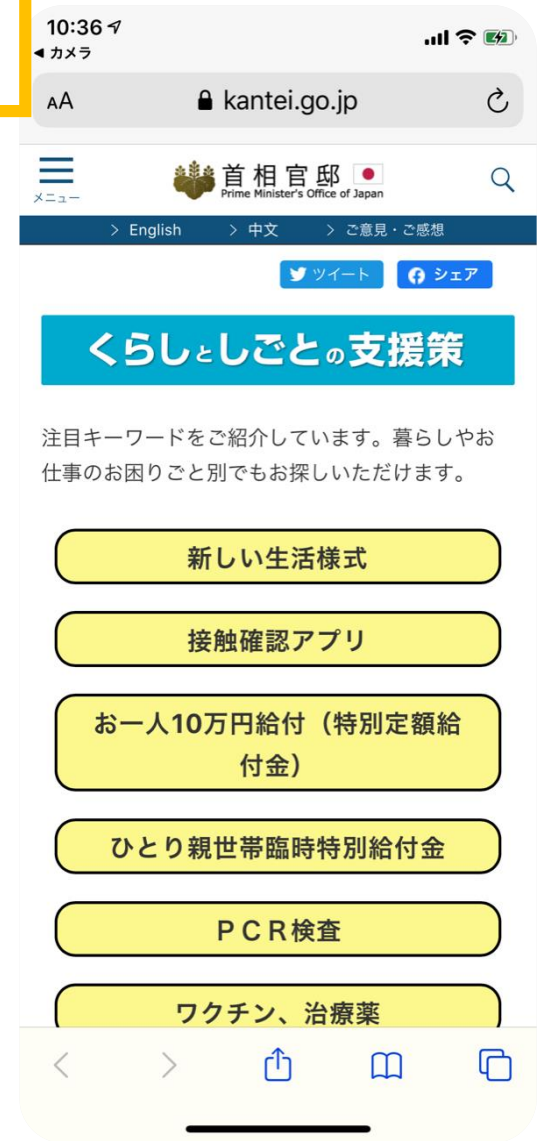 10:36
◀ カメラ
AA kantei.go.jp
メニュー
首相官邸
Prime Minister's Office of Japan
> English > 中文 > ご意見・ご感想
ツイート シェア
くらしとしごとの支援策
注目キーワードをご紹介しています。暮らしやお
仕事のお困りごと別でもお探しいただけます。
新しい生活様式
接触確認アプリ
お一人10万円給付（特別定額給
付金）
ひとり親世帯臨時特別給付金
ＰＣＲ検査
ワクチン、治療薬